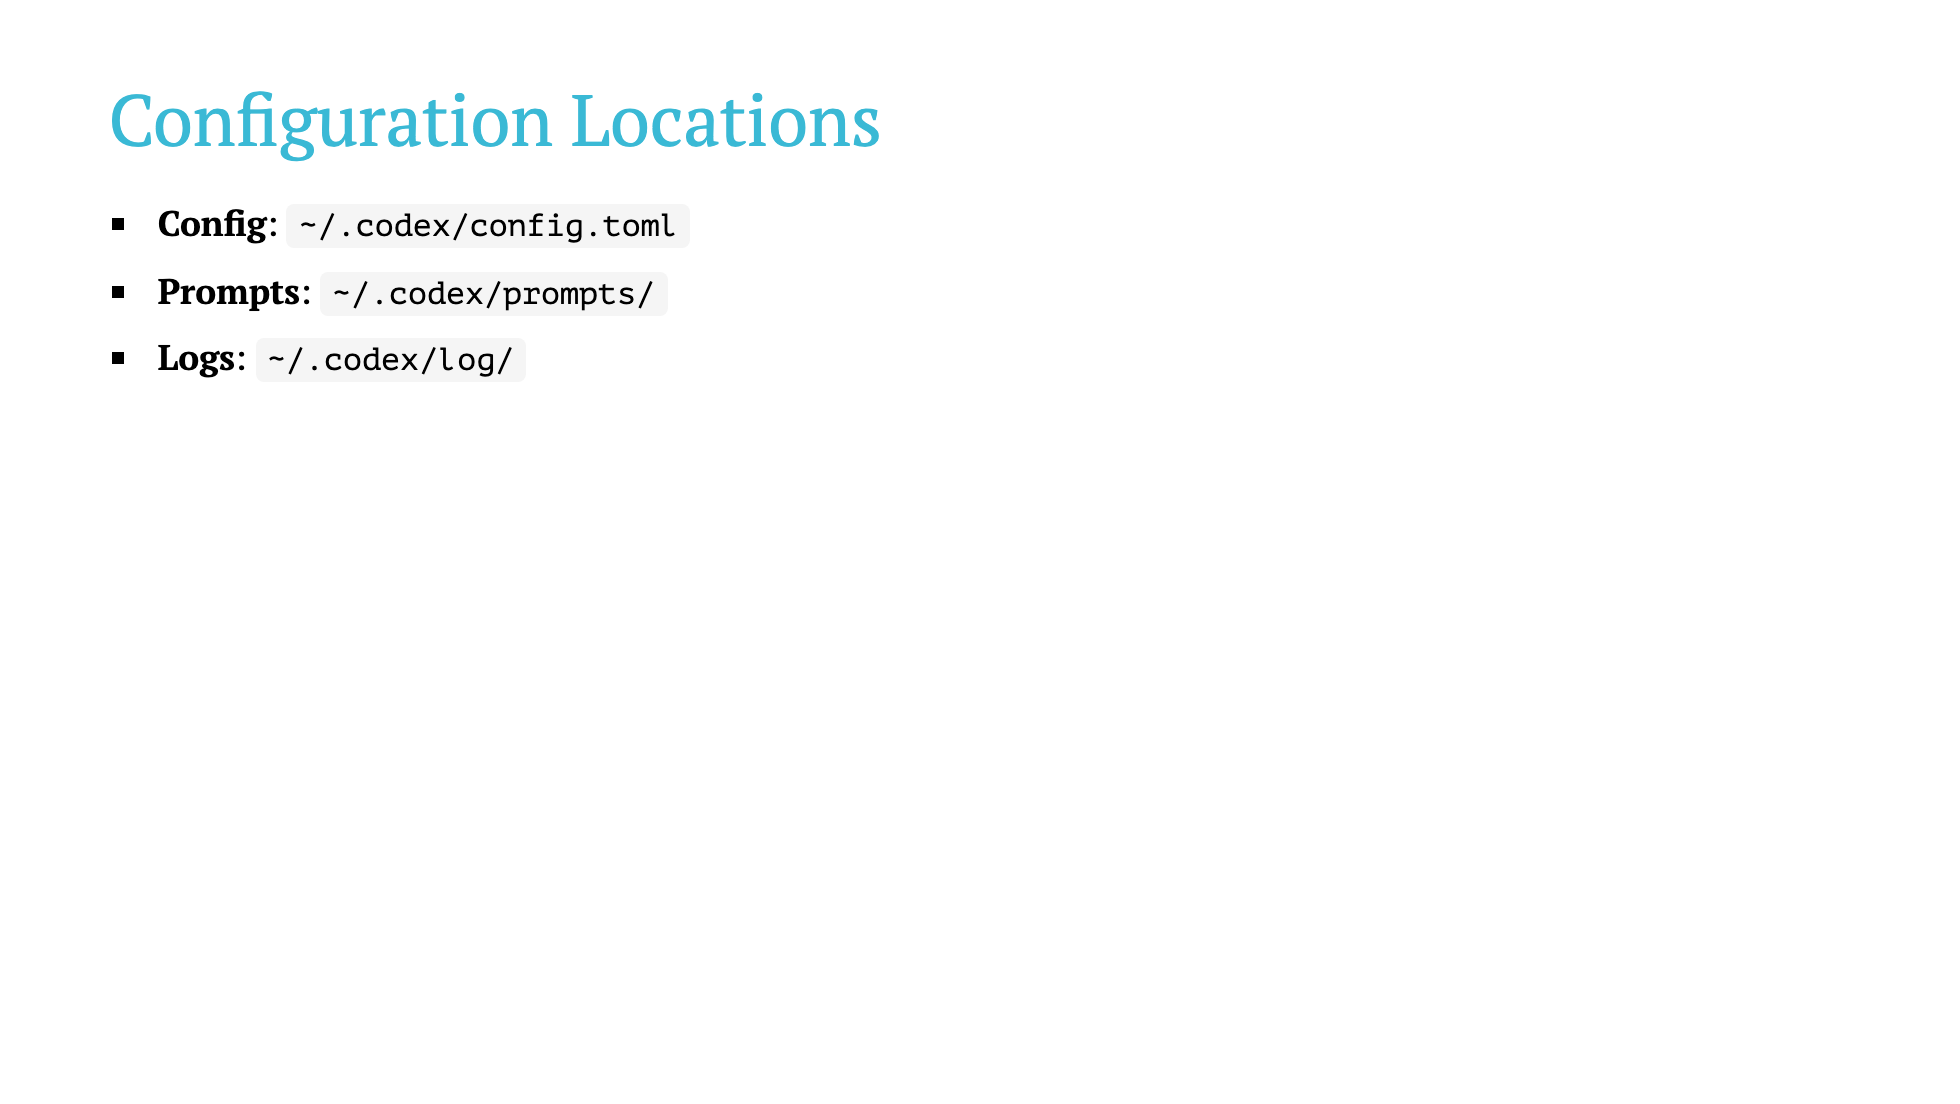 Configuration Locations
Config: ~/.codex/config.toml
Prompts: ~/.codex/prompts/
Logs: ~/.codex/log/